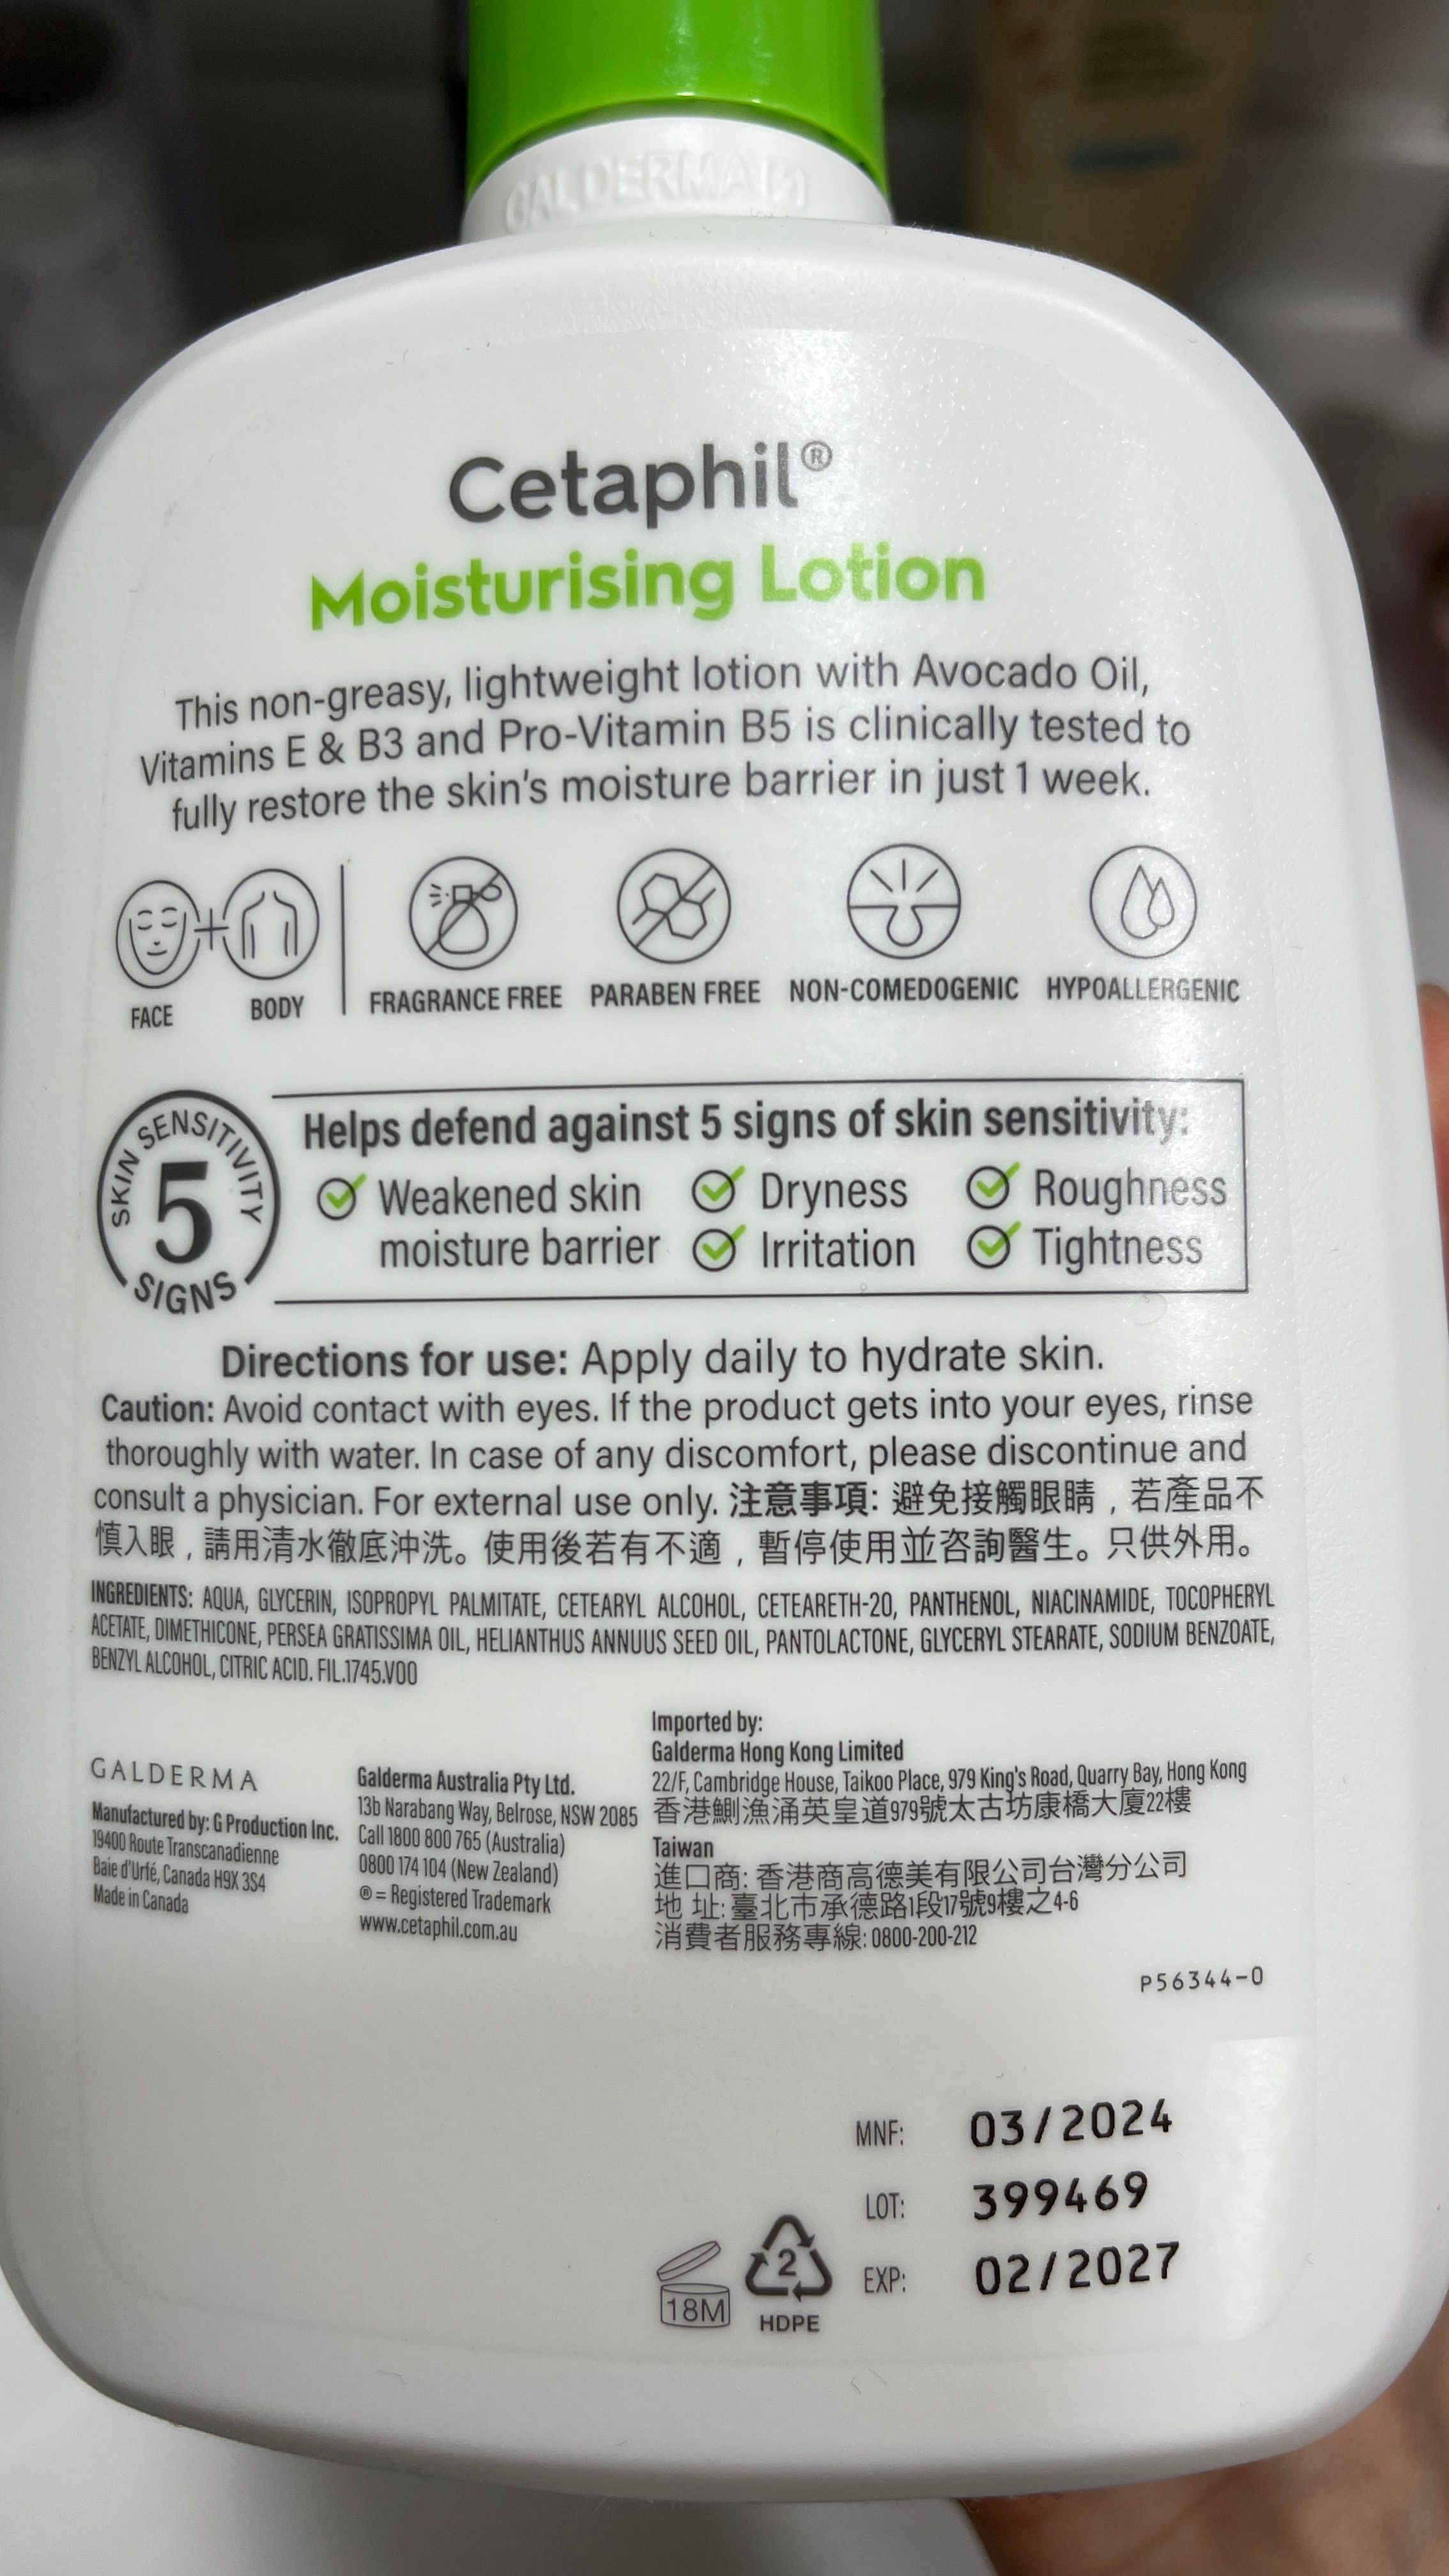 GALDERMA
Cetaphil®
Moisturising Lotion
This non-greasy, lightweight lotion with Avocado Oil,
Vitamins E & B3 and Pro-Vitamin B5 is clinically tested to
fully restore the skin's moisture barrier in just 1 week.
FACE BODY FRAGRANCE FREE PARABEN FREE NON-COMEDOGENIC HYPOALLERGENIC
SKIN SENSITIVITY
5
SIGNS
Helps defend against 5 signs of skin sensitivity:
Weakened skin Dryness Roughness
moisture barrier Irritation Tightness
Directions for use: Apply daily to hydrate skin.
Caution: Avoid contact with eyes. If the product gets into your eyes, rinse
thoroughly with water. In case of any discomfort, please discontinue and
consult a physician. For external use only. 注意事項: 避免接觸眼睛，若產品不
慎入眼，請用清水徹底沖洗。使用後若有不適，暫停使用並咨詢醫生。只供外用。
INGREDIENTS: AQUA, GLYCERIN, ISOPROPYL PALMITATE, CETEARYL ALCOHOL, CETEARETH-20, PANTHENOL, NIACINAMIDE, TOCOPHERYL
ACETATE, DIMETHICONE, PERSEA GRATISSIMA OIL, HELIANTHUS ANNUUS SEED OIL, PANTOLACTONE, GLYCERYL STEARATE, SODIUM BENZOATE,
BENZYL ALCOHOL, CITRIC ACID. FIL.1745.V00
GALDERMA
Manufactured by: G Production Inc.
19400 Route Transcanadienne
Baie d'Urfé, Canada H9X 3S4
Made in Canada
Galderma Australia Pty Ltd.
13b Narabang Way, Belrose, NSW 2085
Call 1800 800 765 (Australia)
0800 174 104 (New Zealand)
® = Registered Trademark
www.cetaphil.com.au
Imported by:
Galderma Hong Kong Limited
22/F, Cambridge House, Taikoo Place, 979 King's Road, Quarry Bay, Hong Kong
香港鰂漁涌英皇道979號太古坊康橋大廈22樓
Taiwan
進口商: 香港商高德美有限公司台灣分公司
地 址: 臺北市承德路1段17號9樓之4-6
消費者服務專線: 0800-200-212
P56344-0
MNF: 03/2024
LOT: 399469
EXP: 02/2027
18M
2
HDPE